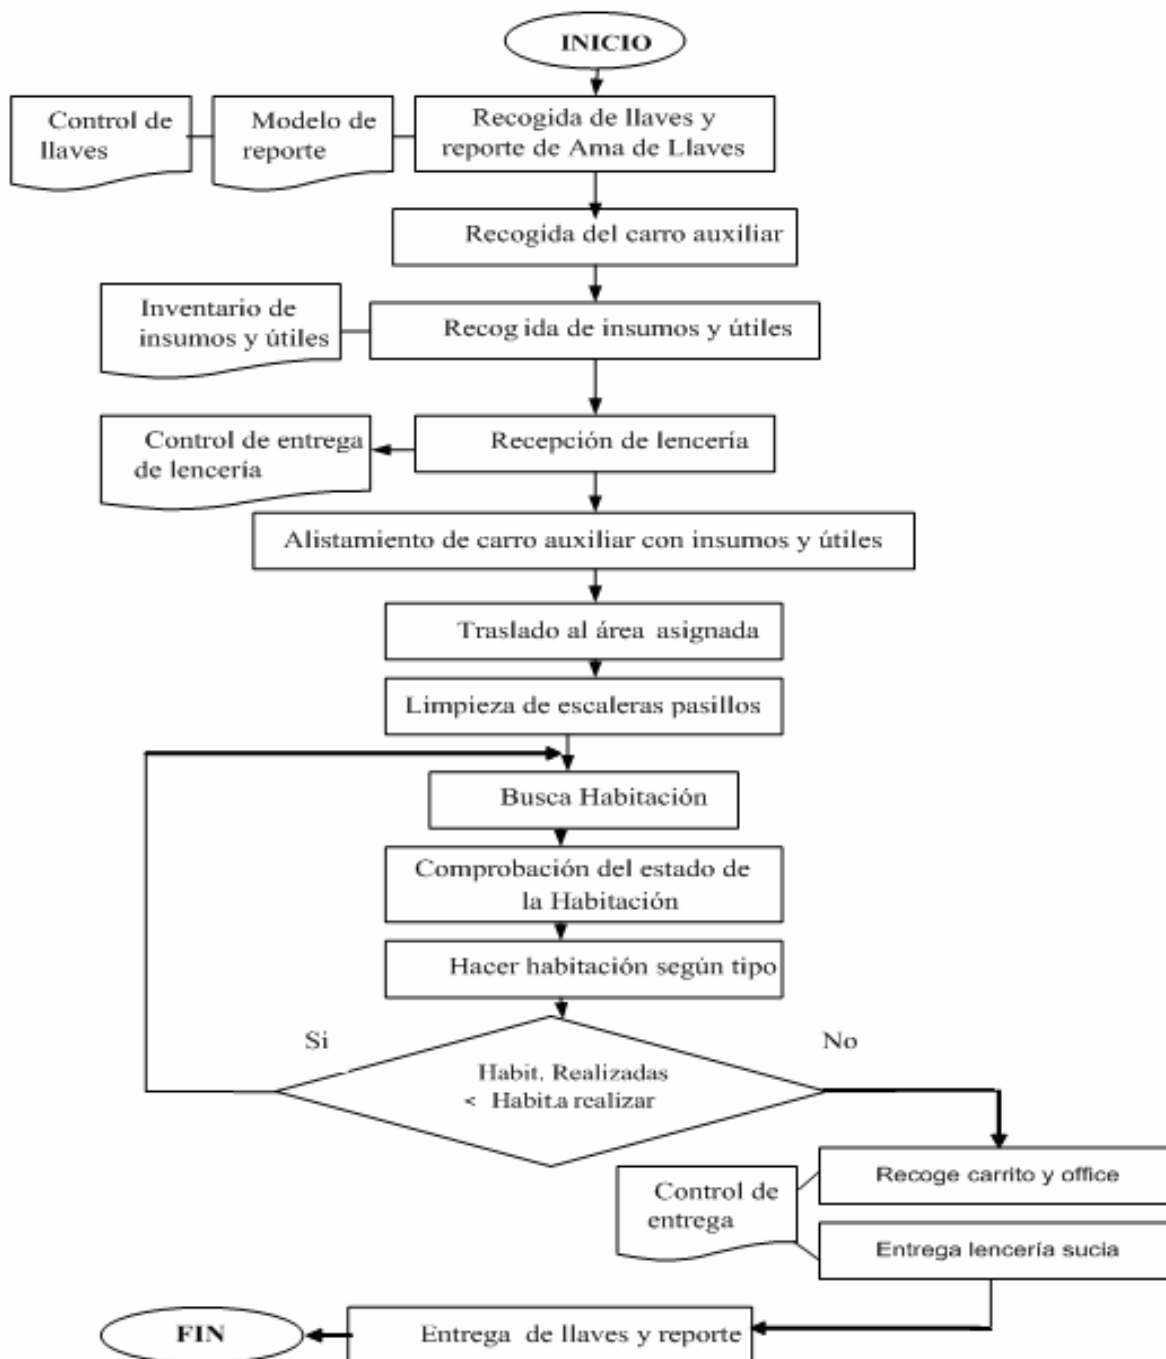 INICIO
Control de
llaves
Modelo de
reporte
Recogida de llaves y
reporte de Ama de Llaves
Recogida del carro auxiliar
Inventario de
insumos y útiles
Recogida de insumos y útiles
Control de entrega
de lencería
Recepción de lencería
Alistamiento de carro auxiliar con insumos y útiles
Traslado al área asignada
Limpieza de escaleras pasillos
Busca Habitación
Comprobación del estado de
la Habitación
Hacer habitación según tipo
Si
No
Habit. Realizadas
< Habit.a realizar
Recoge carrito y office
Control de
entrega
Entrega lencería sucia
Entrega de llaves y reporte
FIN